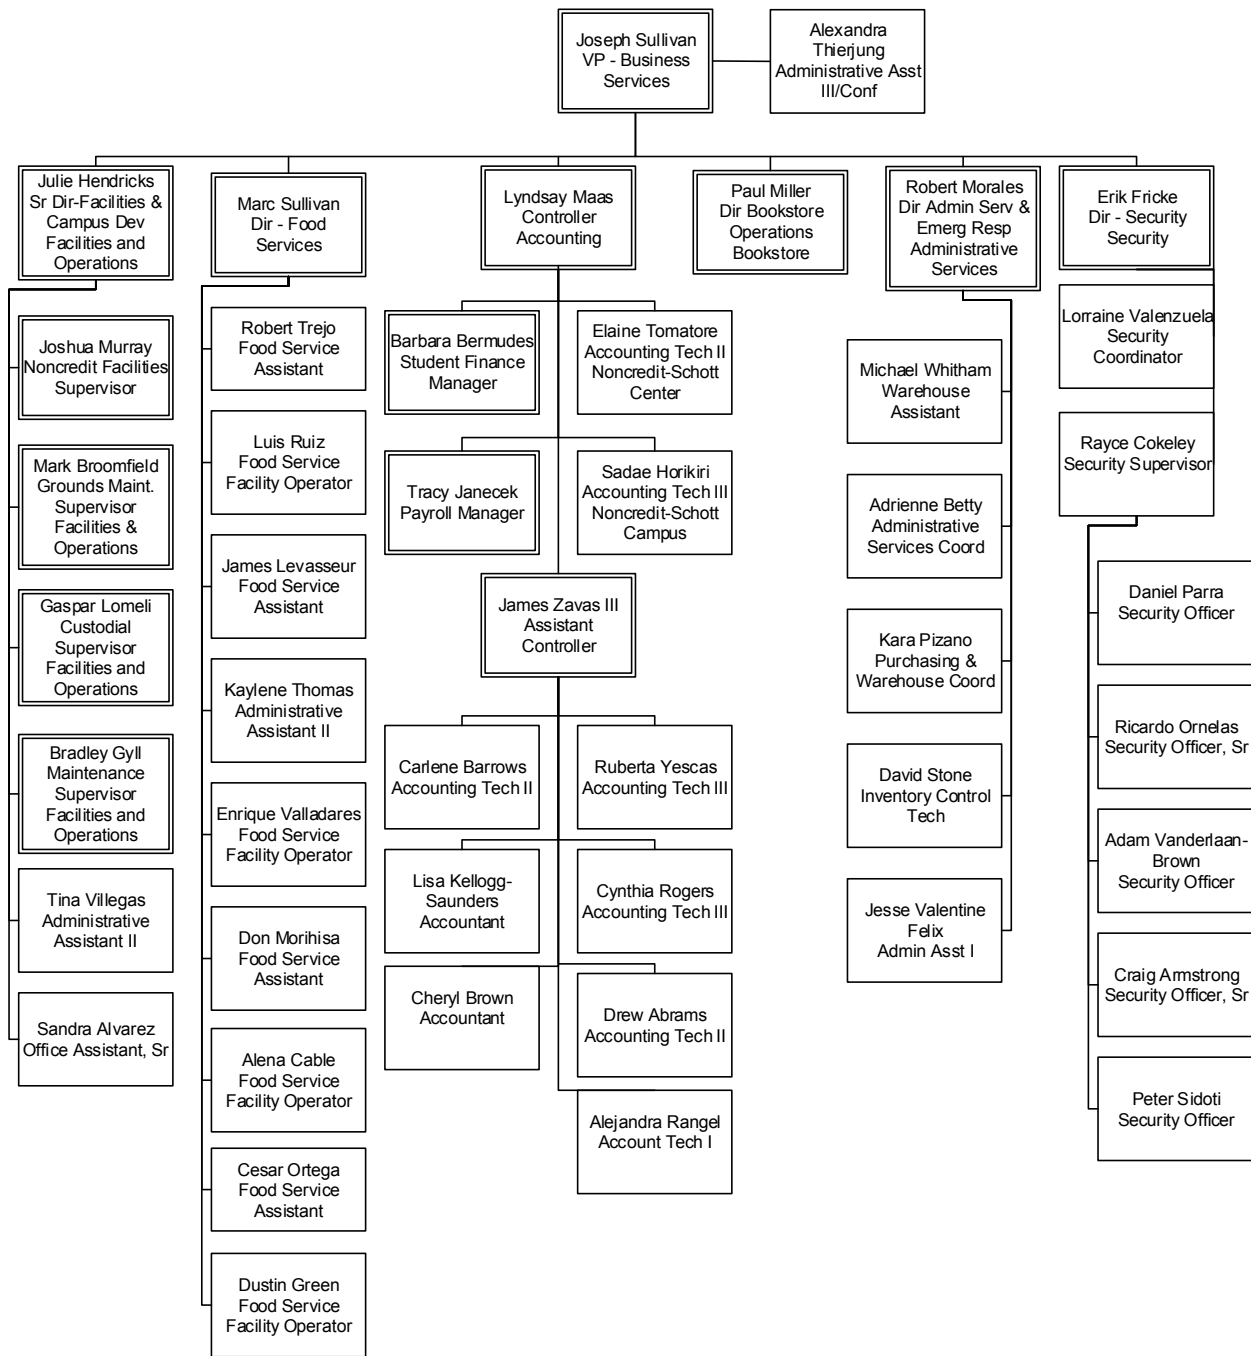 Joseph Sullivan
VP - Business
Services
Alexandra
Thierjung
Administrative Asst
III/Conf
Julie Hendricks
Sr Dir-Facilities &
Campus Dev
Facilities and
Operations
Marc Sullivan
Dir - Food
Services
Lyndsay Maas
Controller
Accounting
Paul Miller
Dir Bookstore
Operations
Bookstore
Robert Morales
Dir Admin Serv &
Emerg Resp
Administrative
Services
Erik Fricke
Dir - Security
Security
Joshua Murray
Noncredit Facilities
Supervisor
Mark Broomfield
Grounds Maint.
Supervisor
Facilities &
Operations
Gaspar Lomeli
Custodial
Supervisor
Facilities and
Operations
Bradley Gyll
Maintenance
Supervisor
Facilities and
Operations
Tina Villegas
Administrative
Assistant II
Sandra Alvarez
Office Assistant, Sr
Robert Trejo
Food Service
Assistant
Luis Ruiz
Food Service
Facility Operator
James Levasseur
Food Service
Assistant
Kaylene Thomas
Administrative
Assistant II
Enrique Valladares
Food Service
Facility Operator
Don Morihisa
Food Service
Assistant
Alena Cable
Food Service
Facility Operator
Cesar Ortega
Food Service
Assistant
Dustin Green
Food Service
Facility Operator
Barbara Bermudes
Student Finance
Manager
Elaine Tomatore
Accounting Tech II
Noncredit-Schott
Center
Tracy Janecek
Payroll Manager
Sadae Horikiri
Accounting Tech III
Noncredit-Schott
Campus
James Zavas III
Assistant
Controller
Carlene Barrows
Accounting Tech II
Ruberta Yescas
Accounting Tech III
Lisa Kellogg-
Saunders
Accountant
Cynthia Rogers
Accounting Tech III
Cheryl Brown
Accountant
Drew Abrams
Accounting Tech II
Alejandra Rangel
Account Tech I
Michael Whitham
Warehouse
Assistant
Adrienne Betty
Administrative
Services Coord
Kara Pizano
Purchasing &
Warehouse Coord
David Stone
Inventory Control
Tech
Jesse Valentine
Felix
Admin Asst I
Lorraine Valenzuela
Security
Coordinator
Rayce Cokeley
Security Supervisor
Daniel Parra
Security Officer
Ricardo Ornelas
Security Officer, Sr
Adam Vanderlaan-
Brown
Security Officer
Craig Armstrong
Security Officer, Sr
Peter Sidoti
Security Officer